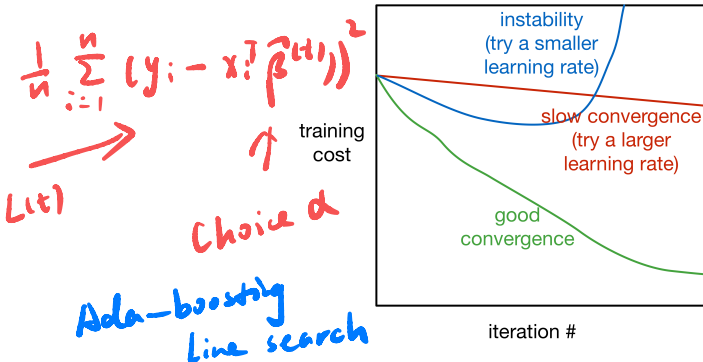 1/n Σ_{i=1}^{n} (y_i − x_i^T β̂^{(t)}))^2
L(t)
Choice α
Ada-boosting
Line search
training
cost
instability
(try a smaller
learning rate)
slow convergence
(try a larger
learning rate)
good
convergence
iteration #